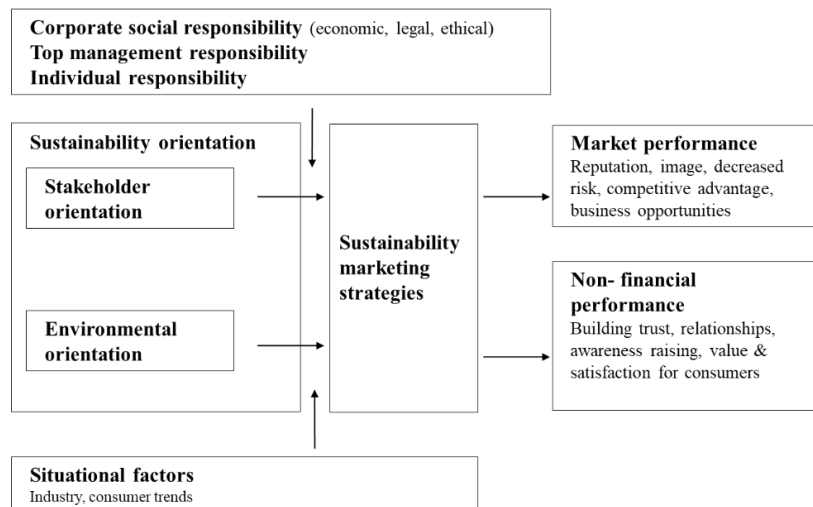 Corporate social responsibility (economic, legal, ethical)
Top management responsibility
Individual responsibility
Sustainability orientation
Stakeholder
orientation
Environmental
orientation
Sustainability
marketing
strategies
Market performance
Reputation, image, decreased
risk, competitive advantage,
business opportunities
Non- financial
performance
Building trust, relationships,
awareness raising, value &
satisfaction for consumers
Situational factors
Industry, consumer trends